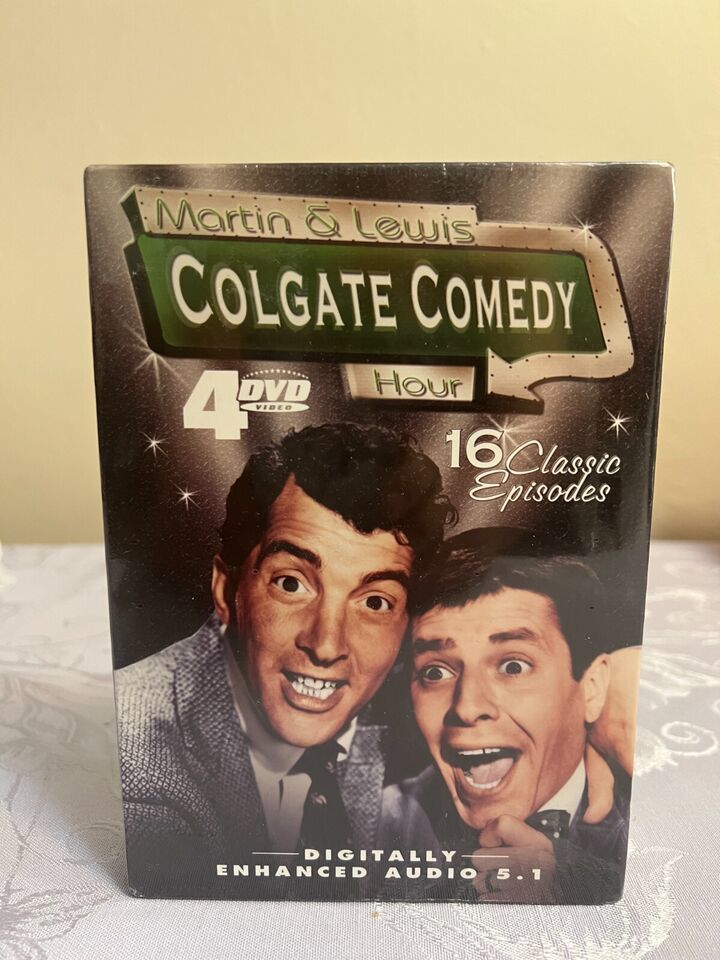 Martin & Lewis
COLGATE COMEDY
Hour
4 DVD
VIDEO
16 Classic
Episodes
DIGITALLY
ENHANCED AUDIO 5.1